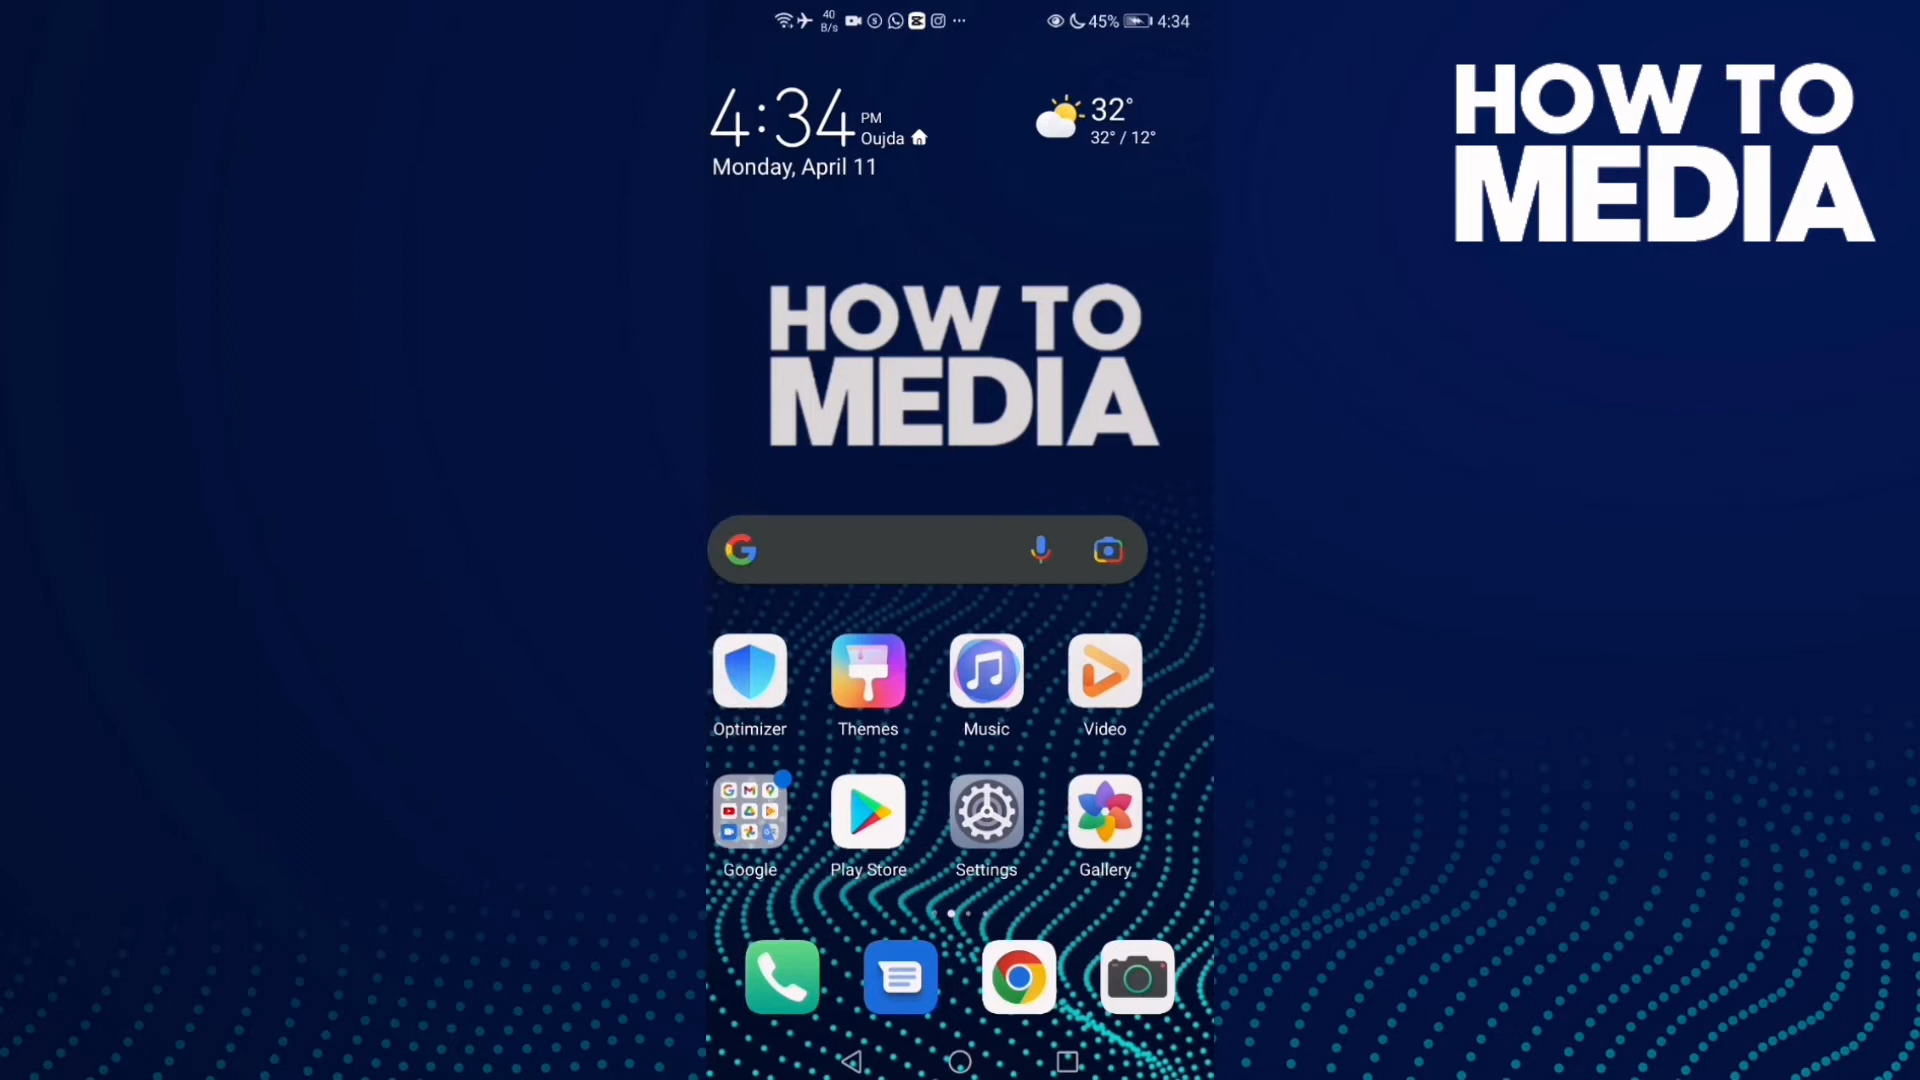 40
B/s
45%
4:34
4:34 PM
Oujda
Monday, April 11
32°
32° / 12°
HOW TO
MEDIA
HOW TO
MEDIA
Optimizer
Themes
Music
Video
Google
Play Store
Settings
Gallery